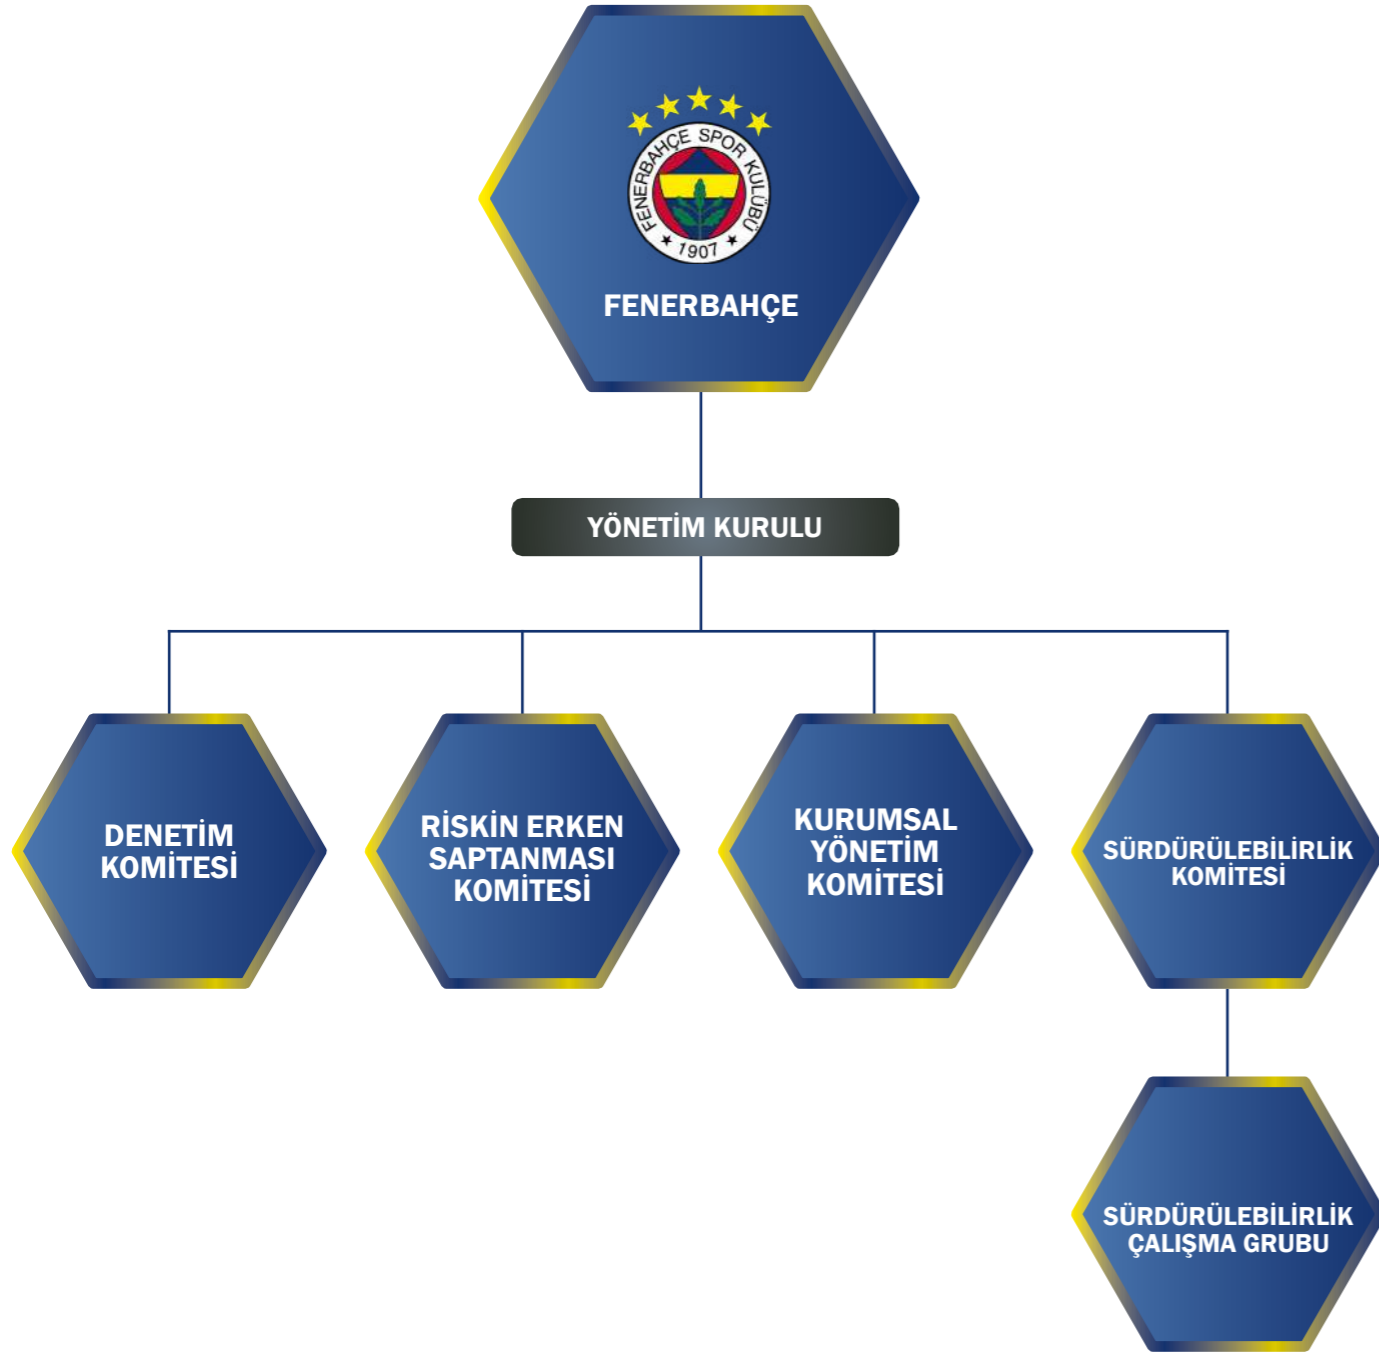 FENERBAHÇE SPOR KULÜBÜ
1907
FENERBAHÇE
YÖNETİM KURULU
DENETİM
KOMİTESİ
RİSKİN ERKEN
SAPTANMASI
KOMİTESİ
KURUMSAL
YÖNETİM
KOMİTESİ
SÜRDÜRÜLEBİLİRLİK
KOMİTESİ
SÜRDÜRÜLEBİLİRLİK
ÇALIŞMA GRUBU